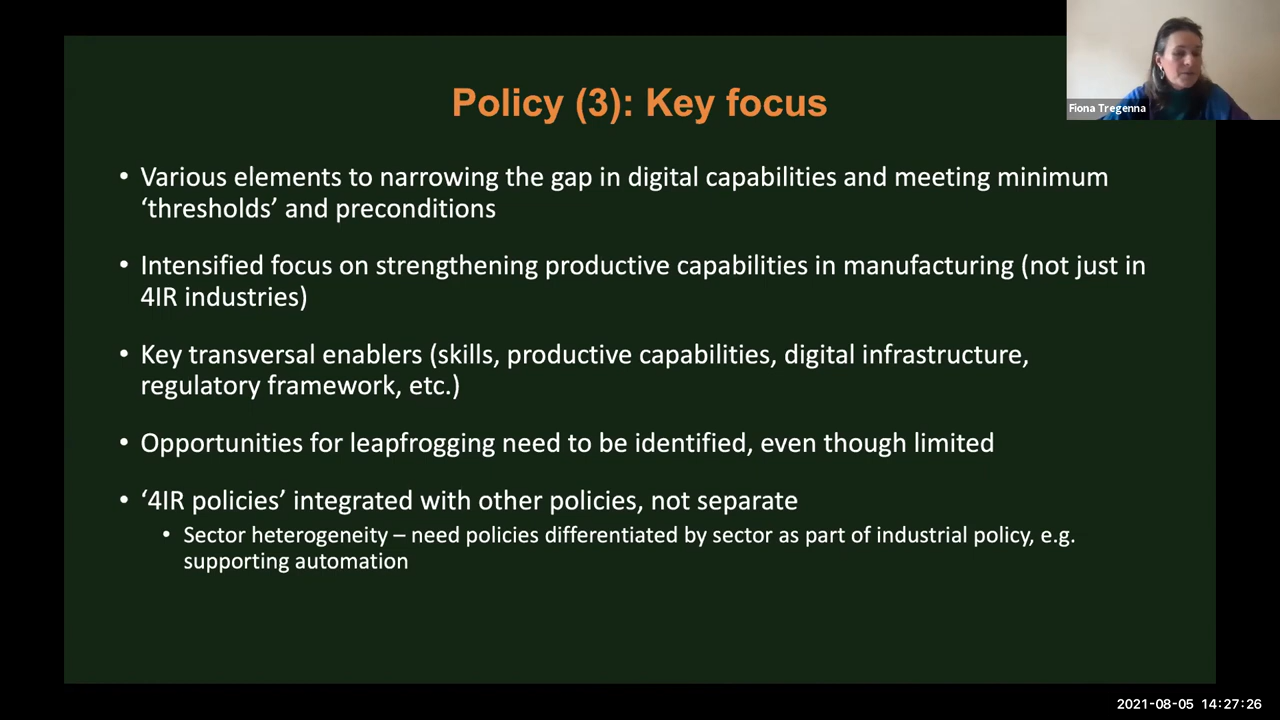 Policy (3): Key focus
Fiona Tregenna
• Various elements to narrowing the gap in digital capabilities and meeting minimum
‘thresholds’ and preconditions
• Intensified focus on strengthening productive capabilities in manufacturing (not just in
4IR industries)
• Key transversal enablers (skills, productive capabilities, digital infrastructure,
regulatory framework, etc.)
• Opportunities for leapfrogging need to be identified, even though limited
• ‘4IR policies’ integrated with other policies, not separate
• Sector heterogeneity – need policies differentiated by sector as part of industrial policy, e.g.
supporting automation
2021-08-05 14:27:26